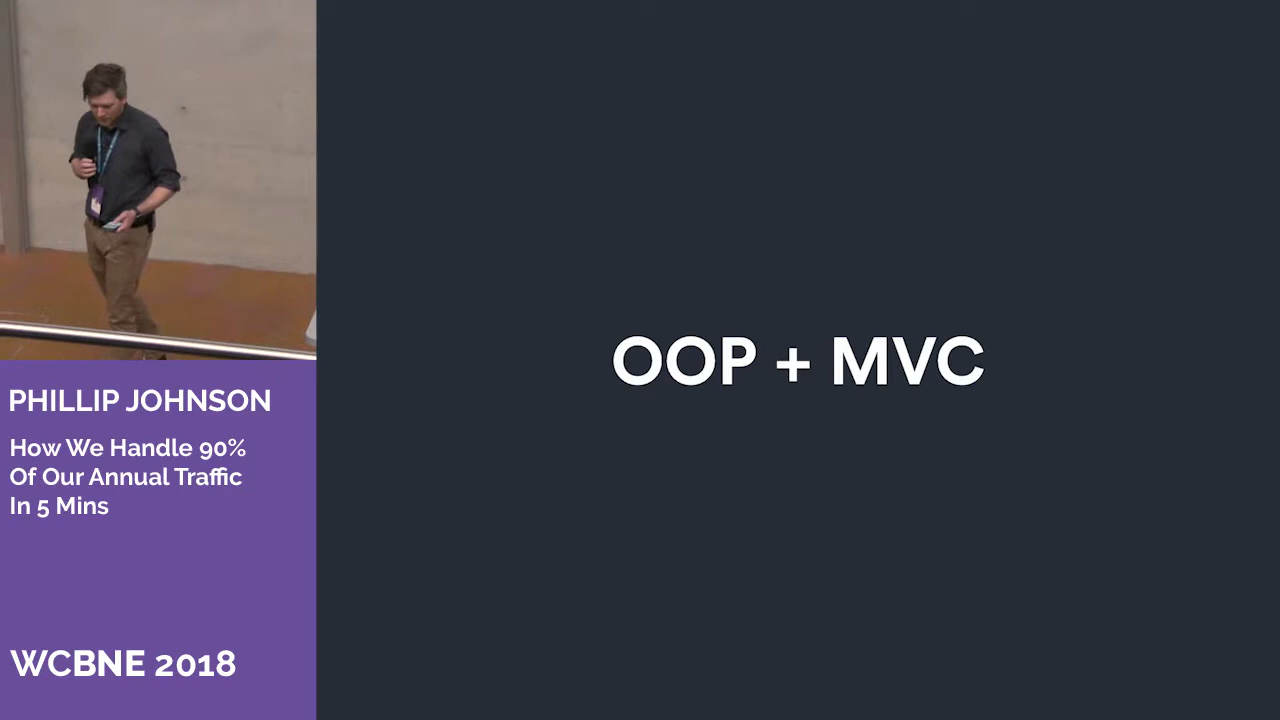 PHILLIP JOHNSON
How We Handle 90%
Of Our Annual Traffic
In 5 Mins
WCBNE 2018
OOP + MVC